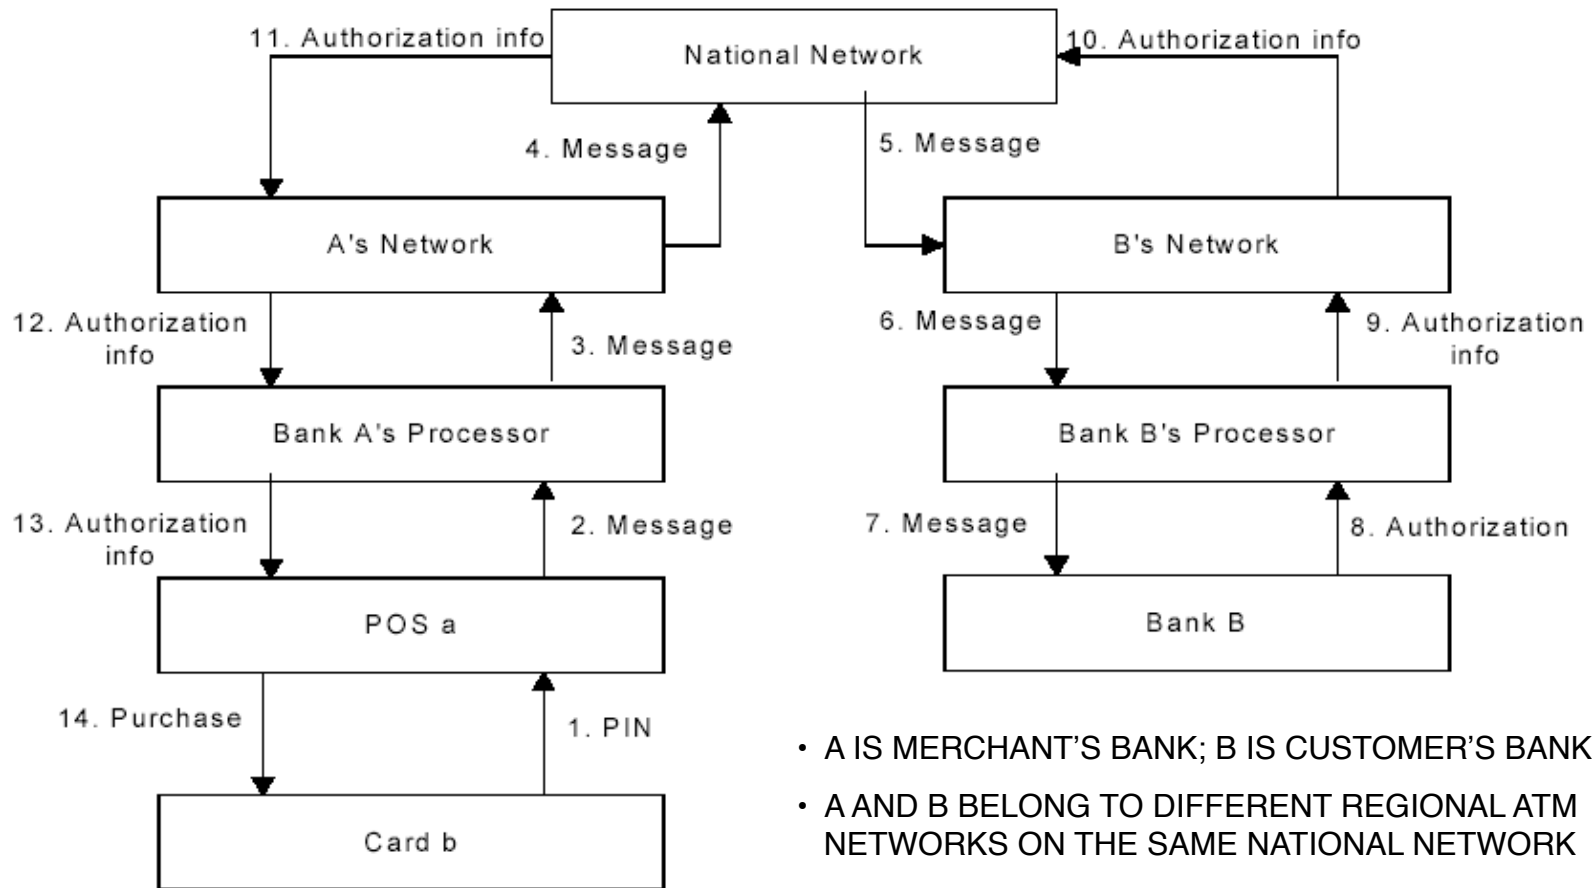 11. Authorization info
National Network
10. Authorization info
4. Message
5. Message
A's Network
B's Network
12. Authorization
info
3. Message
6. Message
9. Authorization
info
Bank A's Processor
Bank B's Processor
13. Authorization
info
2. Message
7. Message
8. Authorization
POS a
Bank B
14. Purchase
1. PIN
Card b
• A IS MERCHANT’S BANK; B IS CUSTOMER’S BANK
• A AND B BELONG TO DIFFERENT REGIONAL ATM
NETWORKS ON THE SAME NATIONAL NETWORK